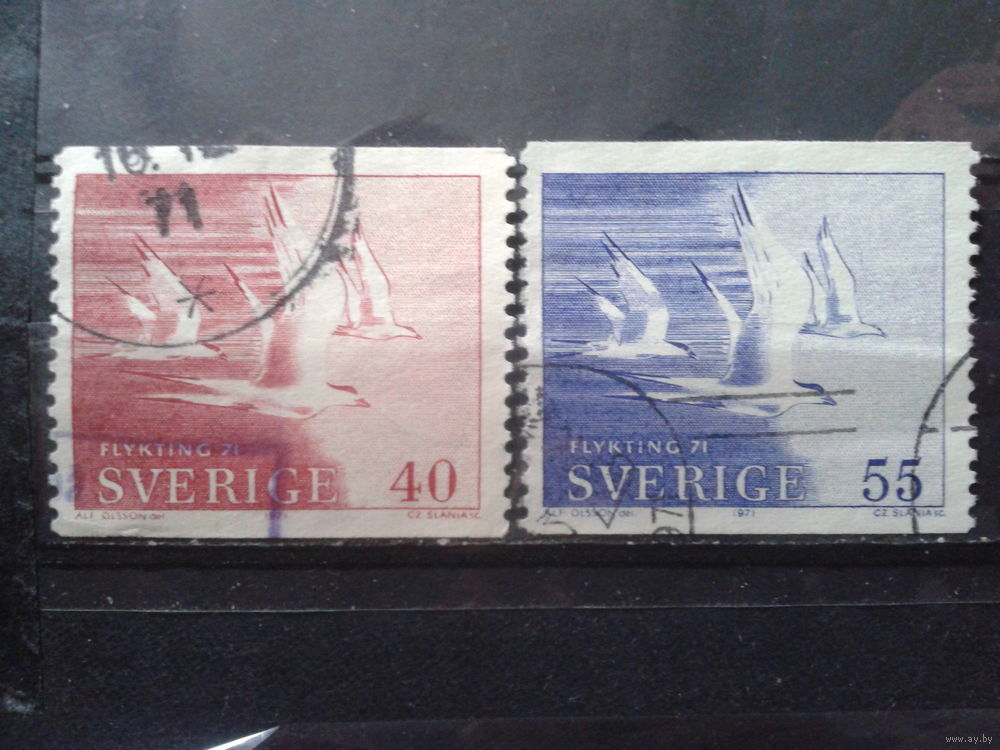 71
FLYKTING 71
SVERIGE 40
ALF OLSSON del. CZ. SLANIA sc.
FLYKTING 71
SVERIGE 55
ALF OLSSON del. 1971 CZ. SLANIA sc.
www.ay.by